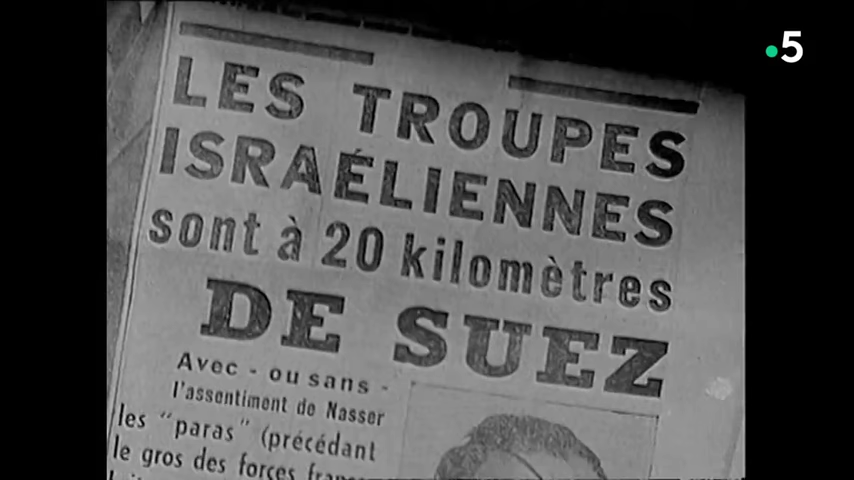 5
LES TROUPES
ISRAÉLIENNES
sont à 20 kilomètres
DE SUEZ
Avec - ou sans -
l'assentiment de Nasser
les "paras" (précédant
le gros des forces